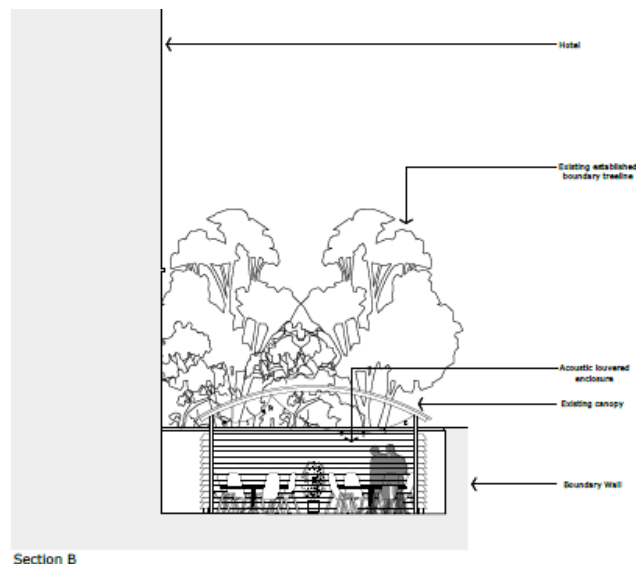 Hotel
Existing established
boundary treeline
Acoustic louvered
enclosure
Existing canopy
Boundary Wall
Section B